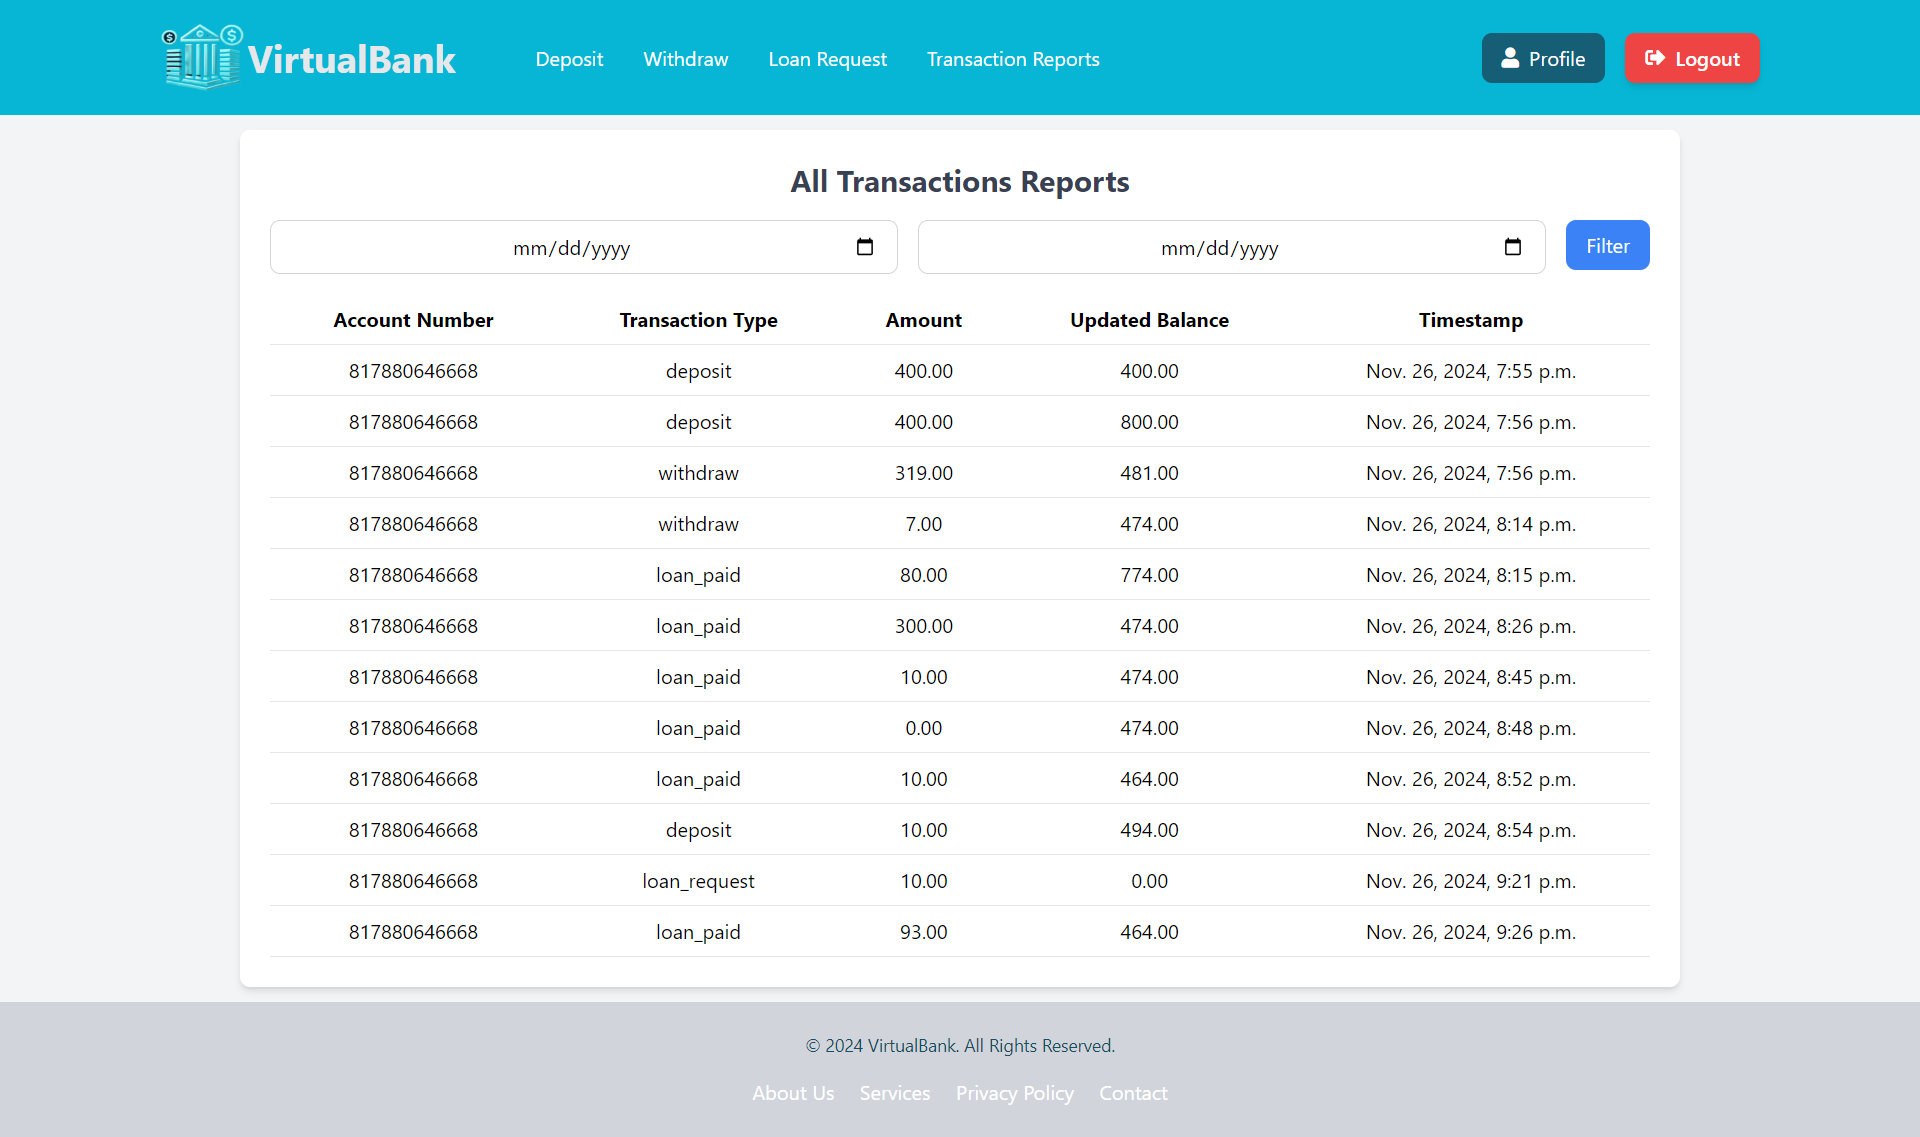 VirtualBank Deposit Withdraw Loan Request Transaction Reports Profile Logout
All Transactions Reports
mm/dd/yyyy mm/dd/yyyy Filter
Account Number Transaction Type Amount Updated Balance Timestamp
817880646668 deposit 400.00 400.00 Nov. 26, 2024, 7:55 p.m.
817880646668 deposit 400.00 800.00 Nov. 26, 2024, 7:56 p.m.
817880646668 withdraw 319.00 481.00 Nov. 26, 2024, 7:56 p.m.
817880646668 withdraw 7.00 474.00 Nov. 26, 2024, 8:14 p.m.
817880646668 loan_paid 80.00 774.00 Nov. 26, 2024, 8:15 p.m.
817880646668 loan_paid 300.00 474.00 Nov. 26, 2024, 8:26 p.m.
817880646668 loan_paid 10.00 474.00 Nov. 26, 2024, 8:45 p.m.
817880646668 loan_paid 0.00 474.00 Nov. 26, 2024, 8:48 p.m.
817880646668 loan_paid 10.00 464.00 Nov. 26, 2024, 8:52 p.m.
817880646668 deposit 10.00 494.00 Nov. 26, 2024, 8:54 p.m.
817880646668 loan_request 10.00 0.00 Nov. 26, 2024, 9:21 p.m.
817880646668 loan_paid 93.00 464.00 Nov. 26, 2024, 9:26 p.m.
© 2024 VirtualBank. All Rights Reserved.
About Us Services Privacy Policy Contact